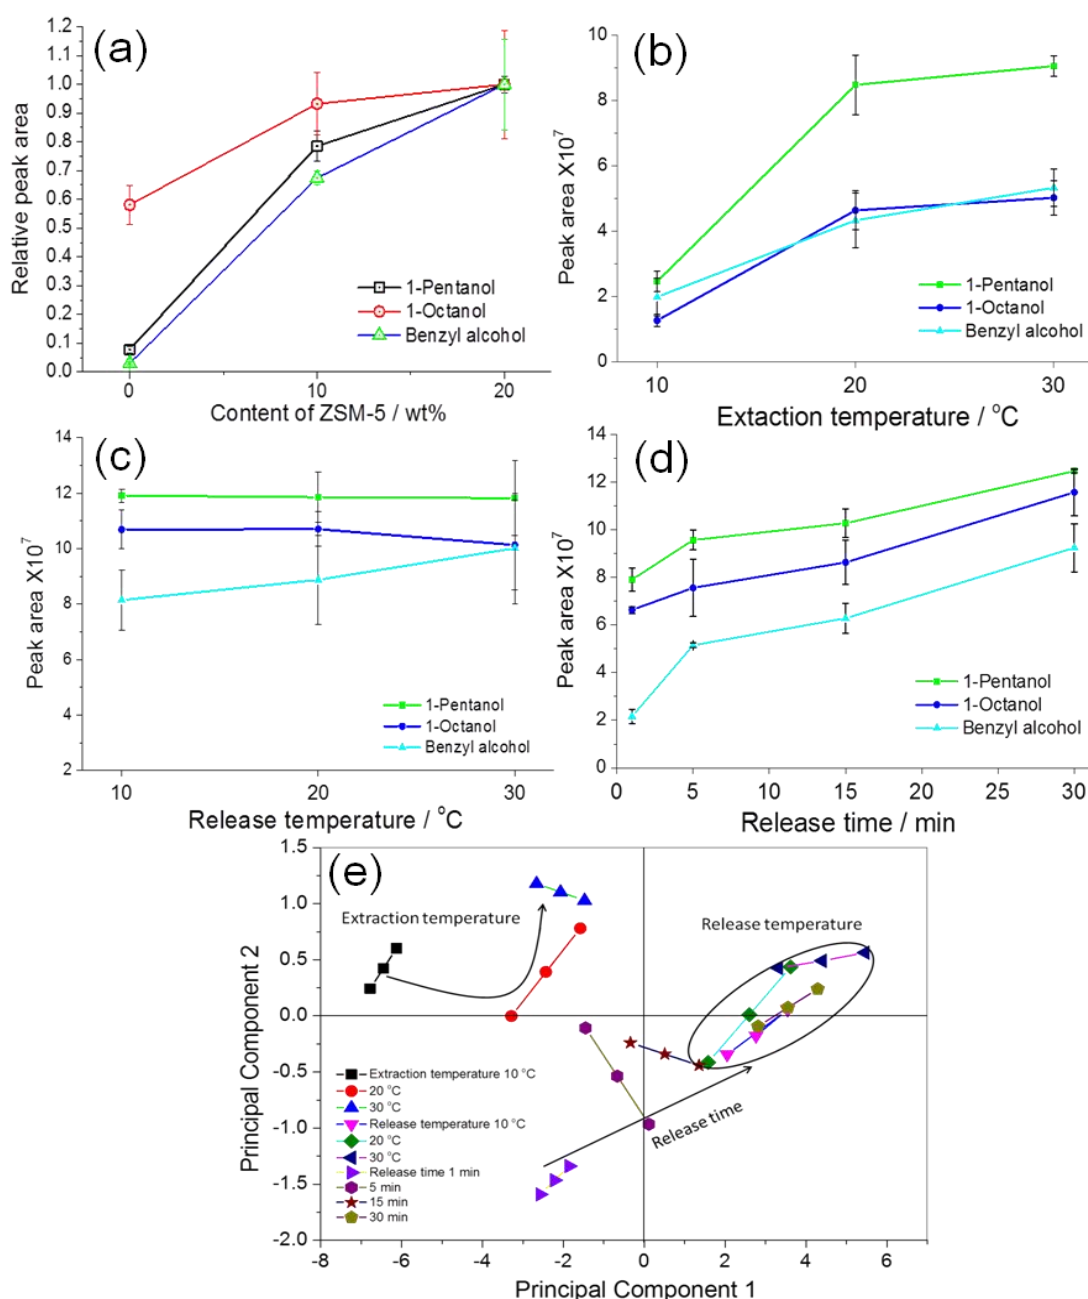 (a)
1.2
1.1
1.0
0.9
0.8
0.7
0.6
0.5
0.4
0.3
0.2
0.1
0.0
Relative peak area
1-Pentanol
1-Octanol
Benzyl alcohol
0 10 20
Content of ZSM-5 / wt%
(b)
10
8
6
4
2
0
Peak area X10⁷
1-Pentanol
1-Octanol
Benzyl alcohol
10 20 30
Extaction temperature / °C
(c)
14
12
10
8
6
4
2
Peak area X10⁷
1-Pentanol
1-Octanol
Benzyl alcohol
10 20 30
Release temperature / °C
(d)
14
12
10
8
6
4
2
0
Peak area X10⁷
1-Pentanol
1-Octanol
Benzyl alcohol
0 5 10 15 20 25 30
Release time / min
(e)
1.5
1.0
0.5
0.0
-0.5
-1.0
-1.5
-2.0
Principal Component 2
Extraction temperature
Release temperature
Release time
Extraction temperature 10 °C
20 °C
30 °C
Release temperature 10 °C
20 °C
30 °C
Release time 1 min
5 min
15 min
30 min
-8 -6 -4 -2 0 2 4 6
Principal Component 1